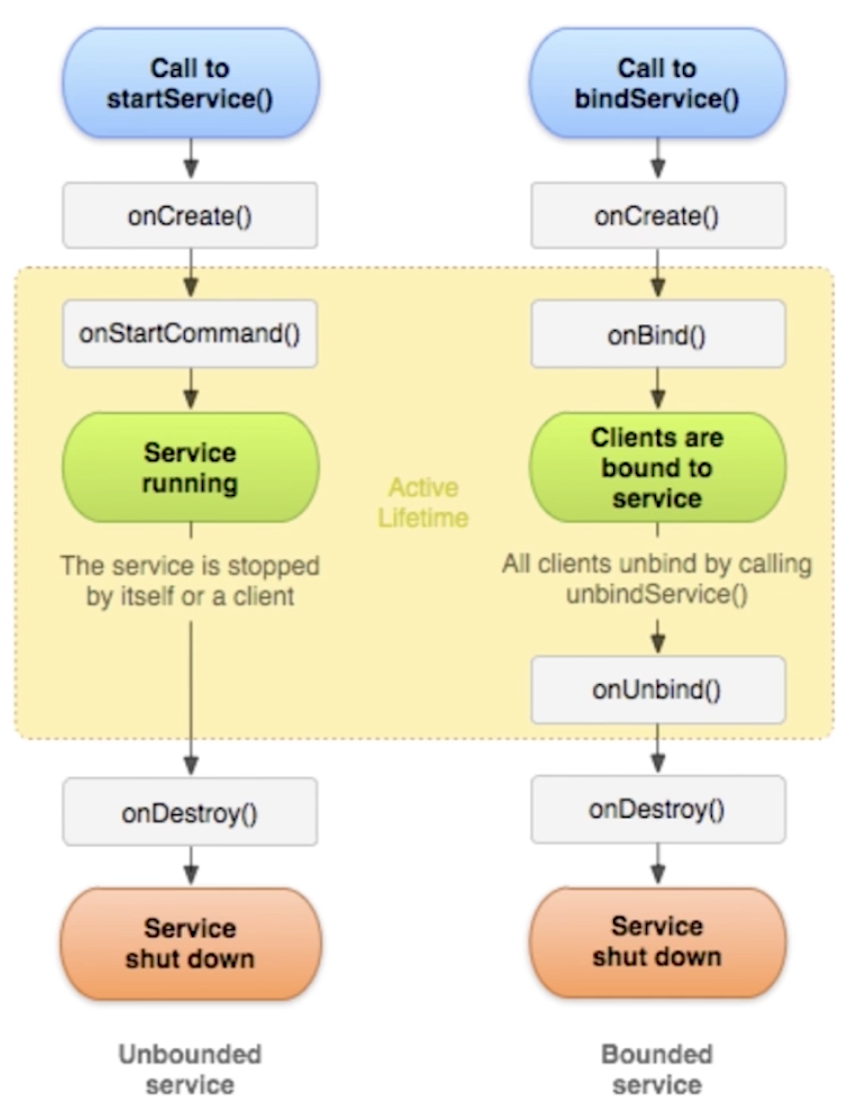 Call to
startService()
onCreate()
onStartCommand()
Service
running
The service is stopped
by itself or a client
onDestroy()
Service
shut down
Unbounded
service
Active
Lifetime
Call to
bindService()
onCreate()
onBind()
Clients are
bound to
service
All clients unbind by calling
unbindService()
onUnbind()
onDestroy()
Service
shut down
Bounded
service